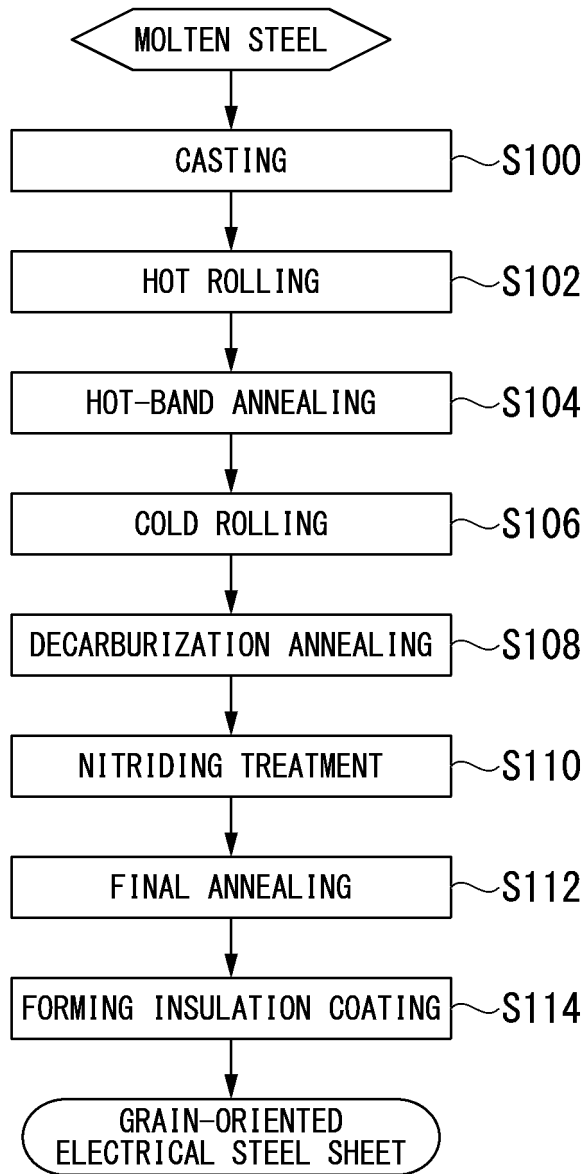 MOLTEN STEEL
CASTING S100
HOT ROLLING S102
HOT-BAND ANNEALING S104
COLD ROLLING S106
DECARBURIZATION ANNEALING S108
NITRIDING TREATMENT S110
FINAL ANNEALING S112
FORMING INSULATION COATING S114
GRAIN-ORIENTED
ELECTRICAL STEEL SHEET